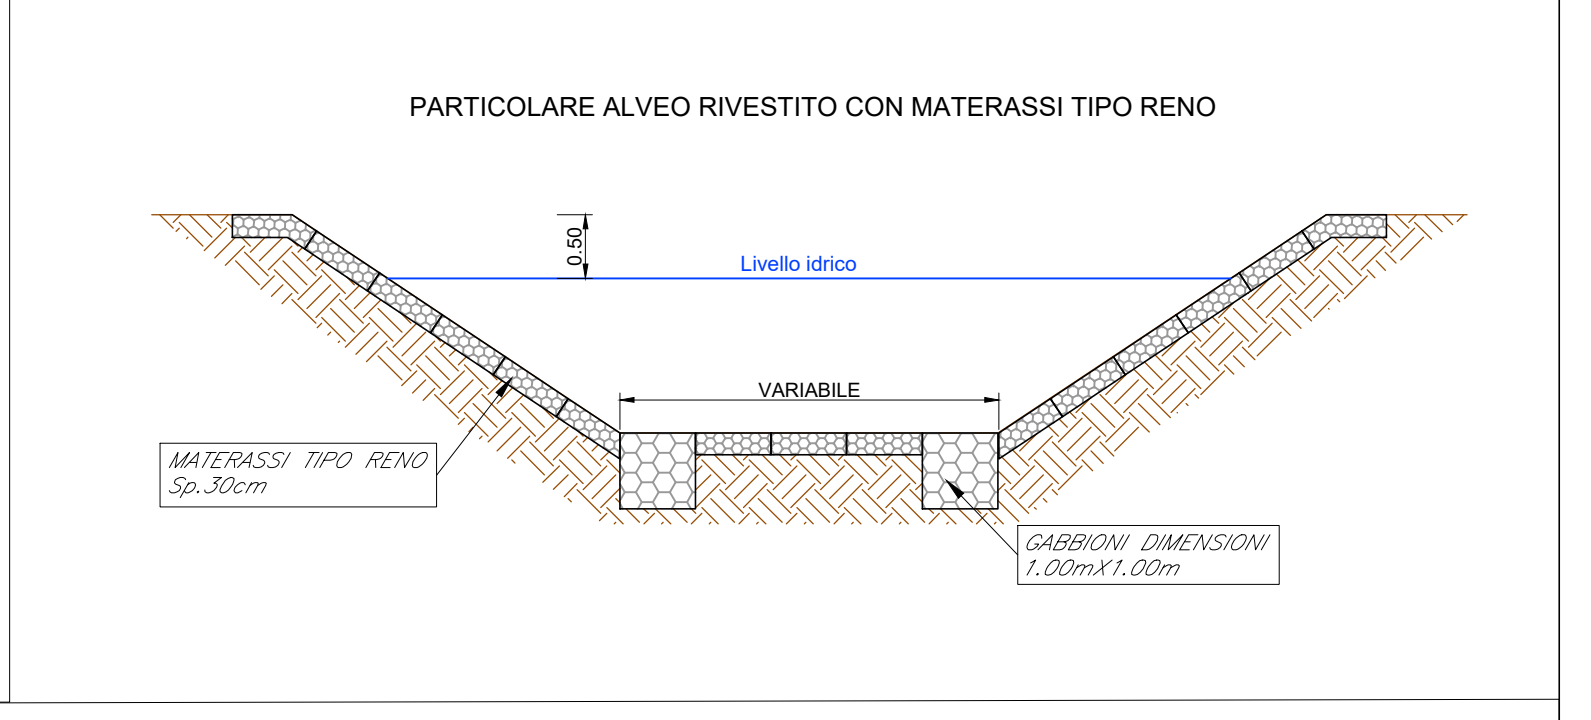 PARTICOLARE ALVEO RIVESTITO CON MATERASSI TIPO RENO
0.50
Livello idrico
VARIABILE
MATERASSI TIPO RENO
Sp.30cm
GABBIONI DIMENSIONI
1.00mX1.00m